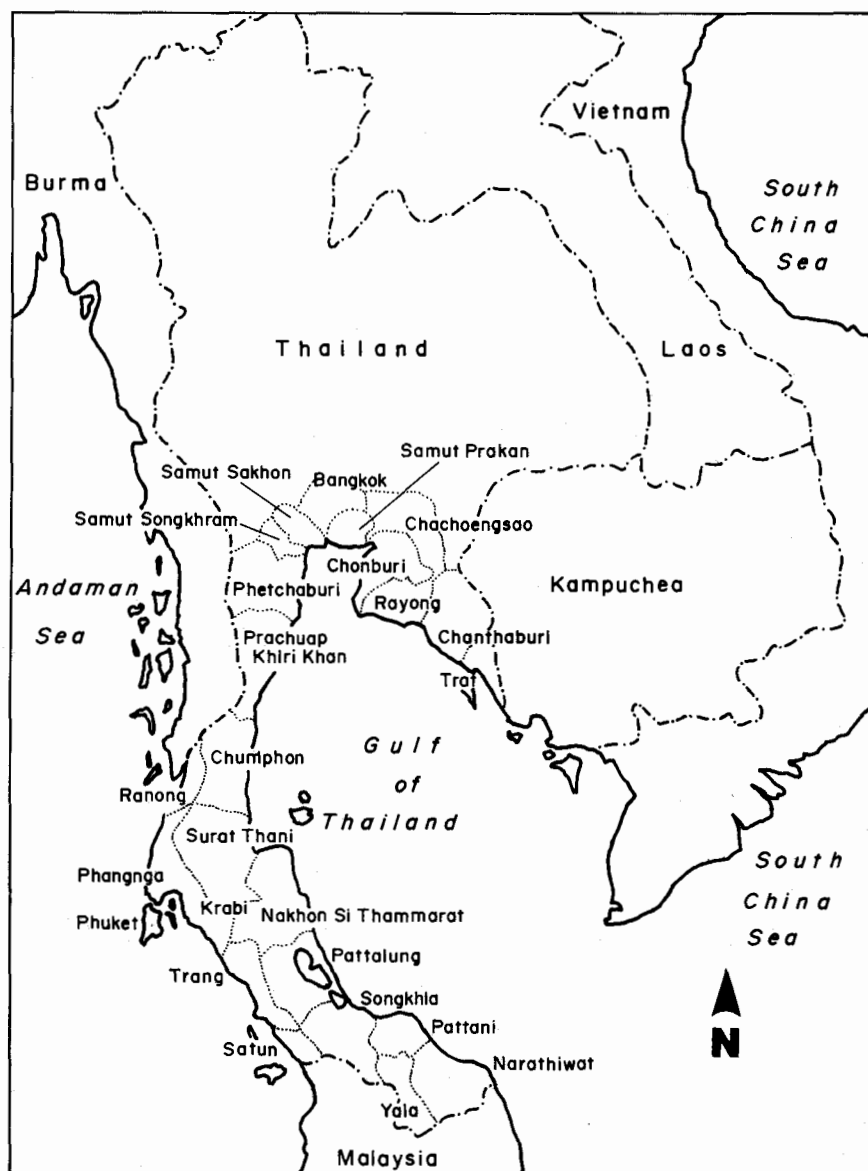 Vietnam
Burma
South
China
Sea
Thailand
Laos
Samut Prakan
Samut Sakhon
Bangkok
Samut Songkhram
Chachoengsao
Chonburi
Andaman
Sea
Phetchaburi
Kampuchea
Rayong
Prachuap
Khiri Khan
Chanthaburi
Trat
Gulf
of
Thailand
Chumphon
Ranong
Surat Thani
South
China
Sea
Phangnga
Phuket
Krabi
Nakhon Si Thammarat
Pattalung
Trang
Songkhla
Pattani
N
Satun
Narathiwat
Yala
Malaysia